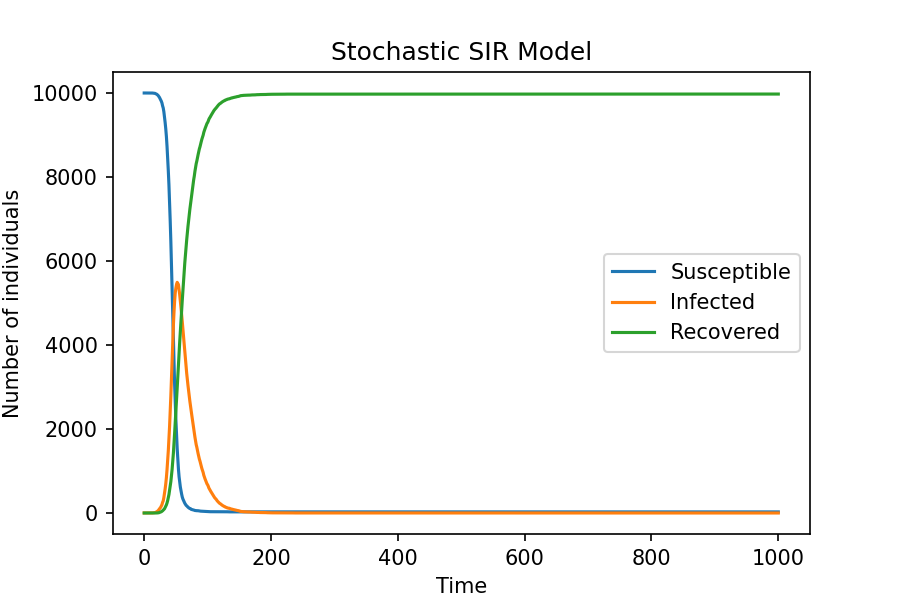 Stochastic SIR Model
10000
8000
6000
4000
2000
0
Number of individuals
Susceptible
Infected
Recovered
0 200 400 600 800 1000
Time